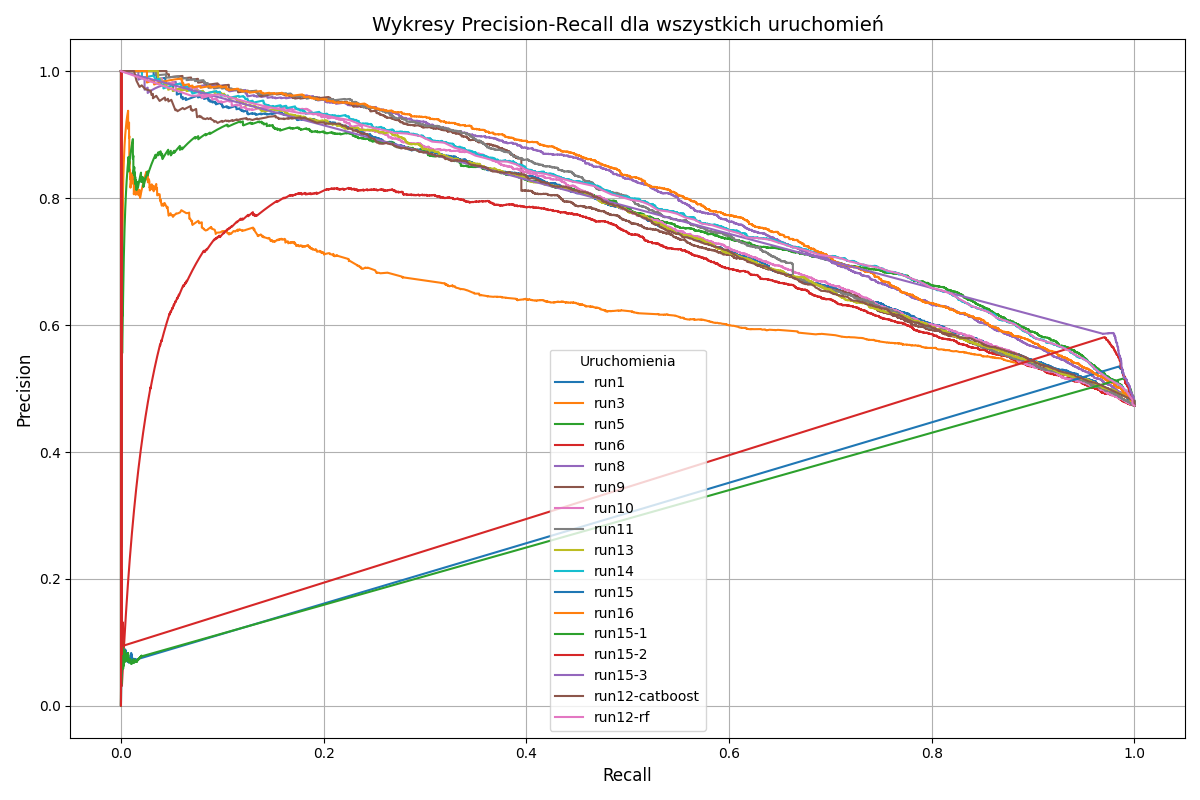 Wykresy Precision-Recall dla wszystkich uruchomień
Precision
1.0
0.8
0.6
0.4
0.2
0.0
Uruchomienia
run1
run3
run5
run6
run8
run9
run10
run11
run13
run14
run15
run16
run15-1
run15-2
run15-3
run12-catboost
run12-rf
0.0
0.2
0.4
0.6
0.8
1.0
Recall